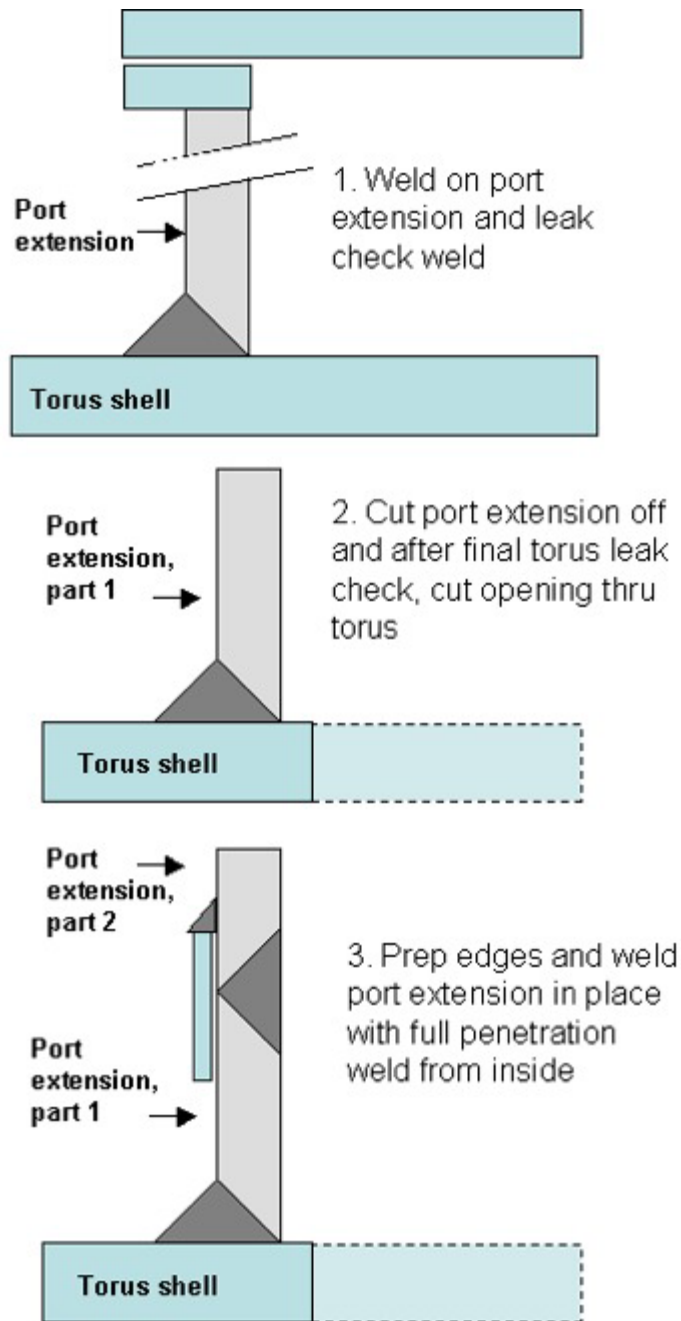 Port
extension
1. Weld on port
extension and leak
check weld
Torus shell
Port
extension,
part 1
2. Cut port extension off
and after final torus leak
check, cut opening thru
torus
Torus shell
Port
extension,
part 2
3. Prep edges and weld
port extension in place
with full penetration
weld from inside
Port
extension,
part 1
Torus shell